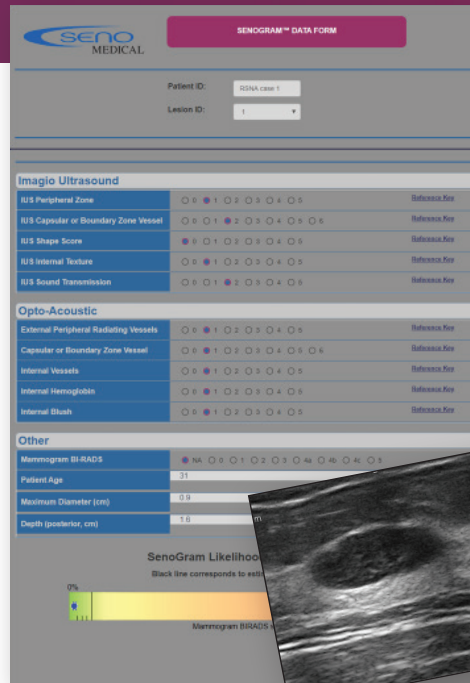 SENO
MEDICAL
SENOGRAM™ DATA FORM
Patient ID: RSNA case 1
Lesion ID: 1
Imagio Ultrasound
IUS Peripheral Zone 0 1 2 3 4 5 Reference Key
IUS Capsular or Boundary Zone Vessel 0 1 2 3 4 5 6 Reference Key
IUS Shape Score 0 1 2 3 4 5 Reference Key
IUS Internal Texture 0 1 2 3 4 5 Reference Key
IUS Sound Transmission 0 1 2 3 4 5 Reference Key
Opto-Acoustic
External Peripheral Radiating Vessels 0 1 2 3 4 5 Reference Key
Capsular or Boundary Zone Vessel 0 1 2 3 4 5 6 Reference Key
Internal Vessels 0 1 2 3 4 5 Reference Key
Internal Hemoglobin 0 1 2 3 4 5 Reference Key
Internal Blush 0 1 2 3 4 5 Reference Key
Other
Mammogram BI-RADS NA 0 1 2 3 4a 4b 4c 5
Patient Age 31
Maximum Diameter (cm) 0.9
Depth (posterior, cm) 1.6
SenoGram Likelihoo
Black line corresponds to esti
0%
Mammogram BIRADS